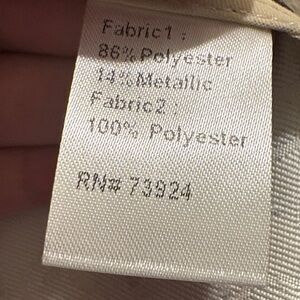 Fabric1 :
86% Polyester
14% Metallic
Fabric2 :
100% Polyester
RN# 73924